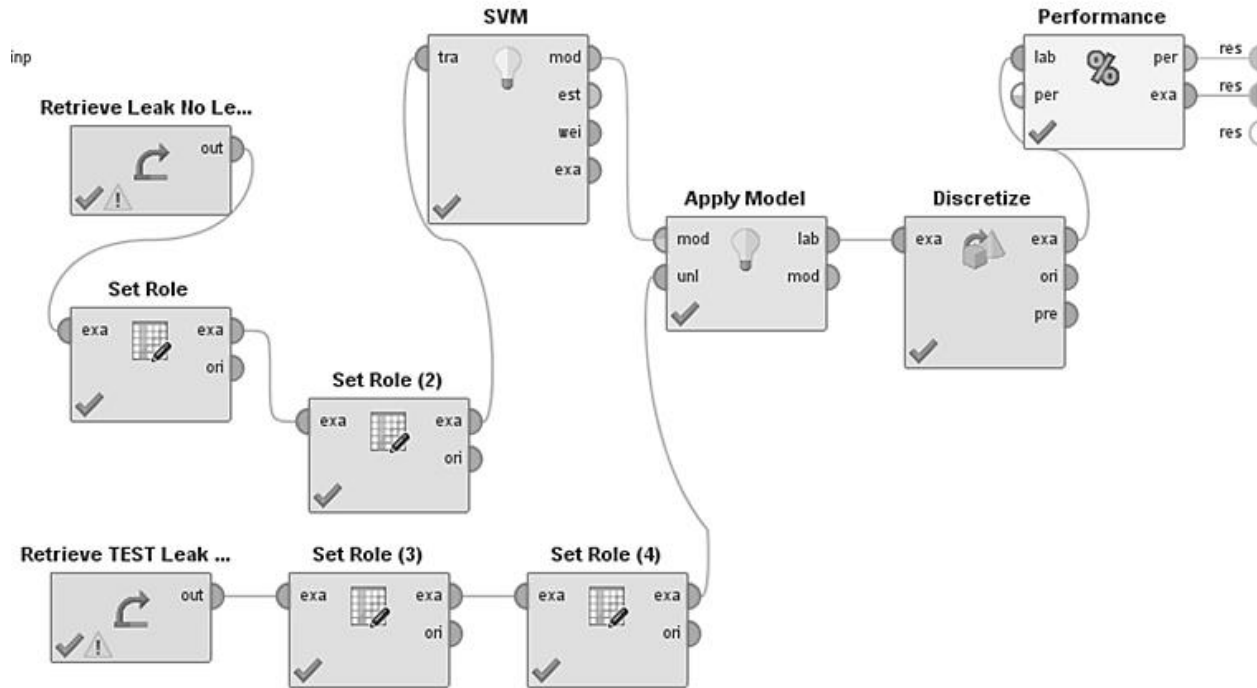 SVM
Performance
inp
tra
mod
est
wei
exa
lab
per
per
exa
res
res
res
Retrieve Leak No Le...
out
Apply Model
mod
unl
lab
mod
Discretize
exa
exa
ori
pre
Set Role
exa
exa
ori
Set Role (2)
exa
exa
ori
Retrieve TEST Leak ...
out
Set Role (3)
exa
exa
ori
Set Role (4)
exa
exa
ori